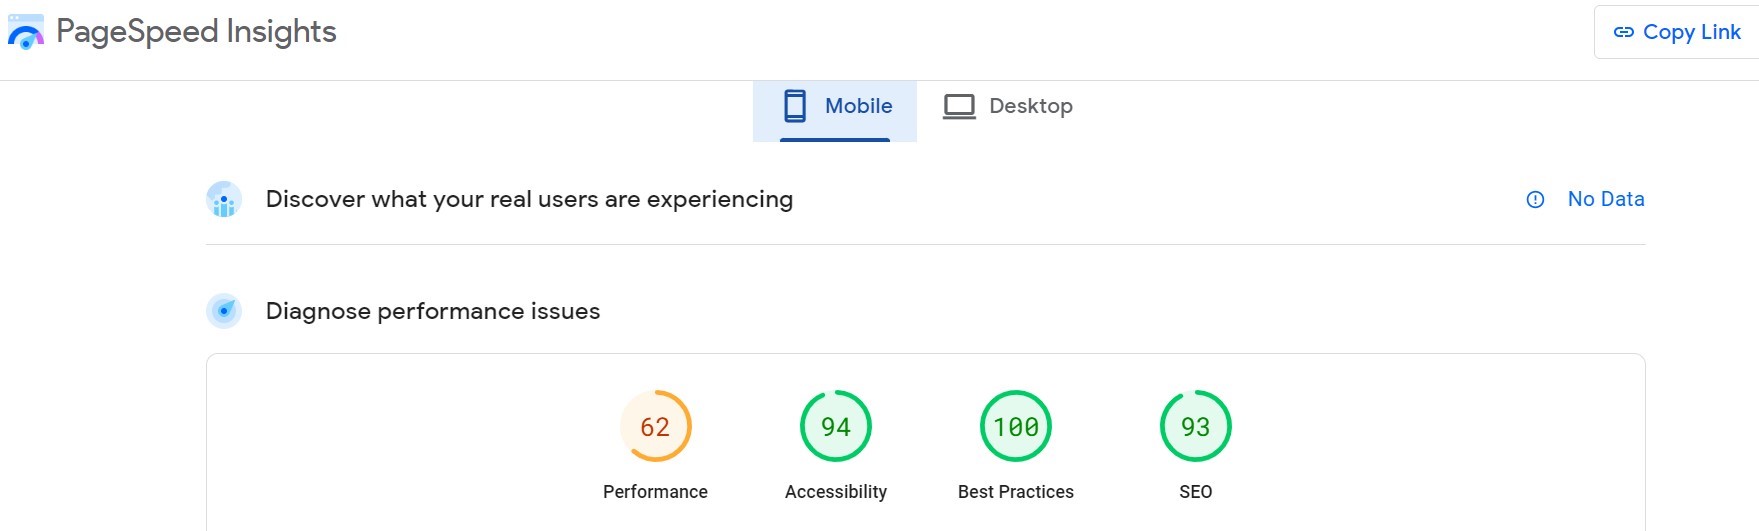 PageSpeed Insights
Copy Link
Mobile
Desktop
Discover what your real users are experiencing
No Data
Diagnose performance issues
62
94
100
93
Performance
Accessibility
Best Practices
SEO